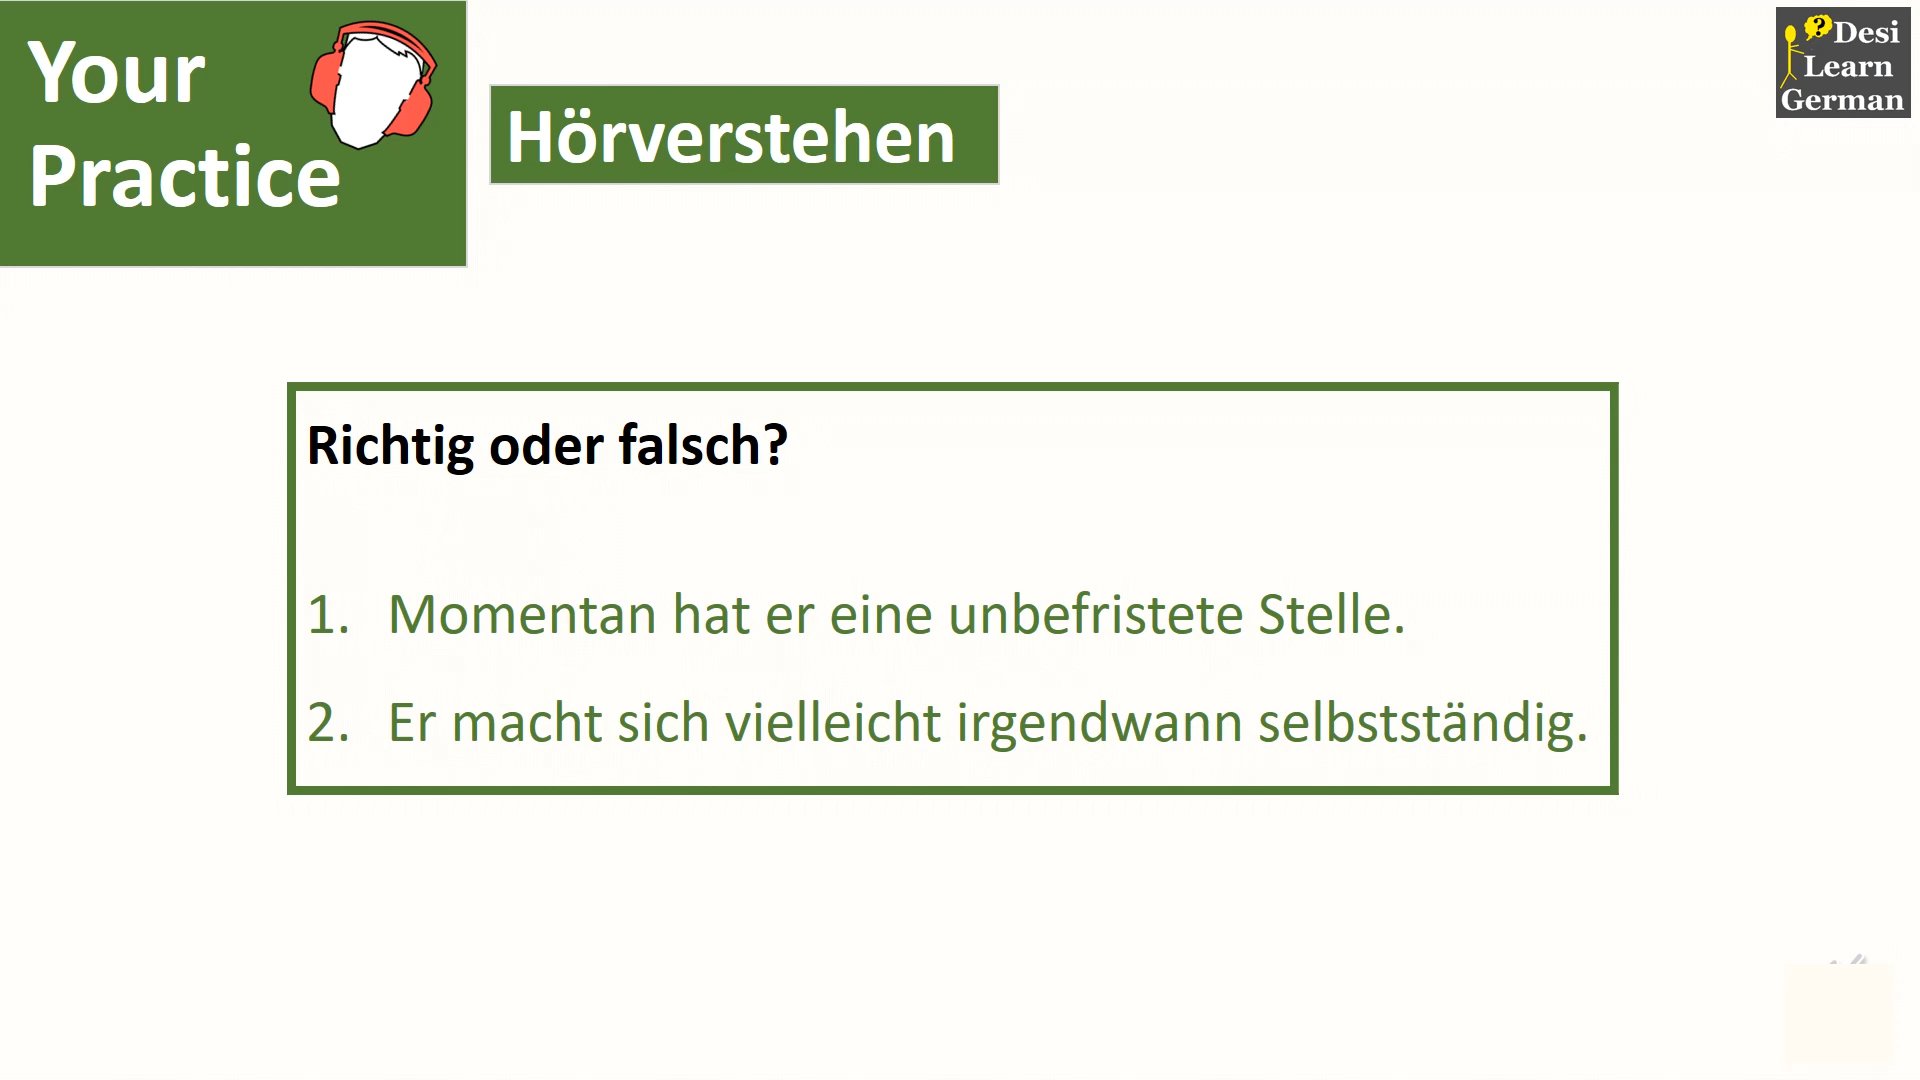 Your
Practice
Hörverstehen
?
Desi
Learn
German
Richtig oder falsch?
1. Momentan hat er eine unbefristete Stelle.
2. Er macht sich vielleicht irgendwann selbstständig.